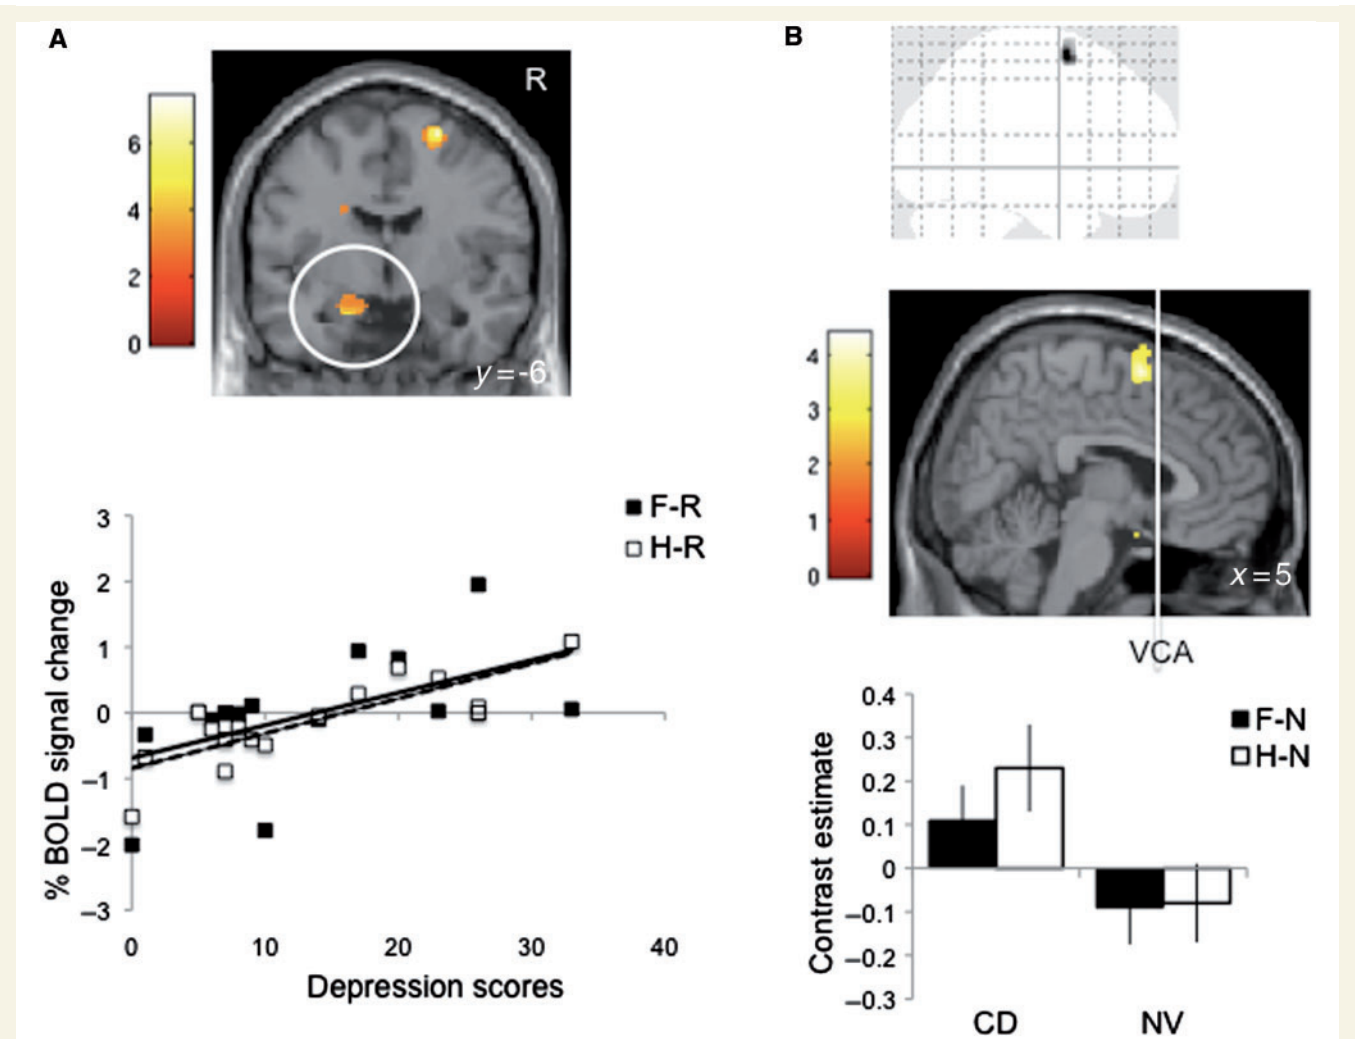 A
R
6
4
2
0
y = -6
F-R
H-R
3
2
1
0
–1
–2
–3
% BOLD signal change
0 10 20 30 40
Depression scores
B
4
3
2
1
0
x = 5
VCA
F-N
H-N
0.4
0.3
0.2
0.1
0
–0.1
–0.2
–0.3
Contrast estimate
CD NV